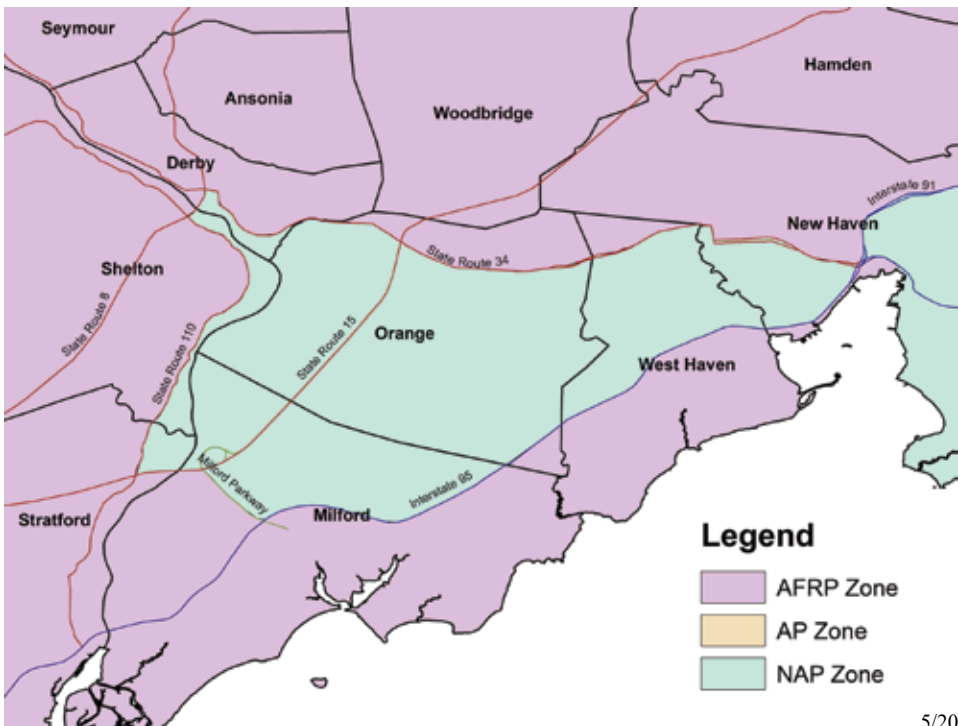 Seymour
Hamden
Ansonia
Woodbridge
Derby
Interstate 91
New Haven
State Route 34
Shelton
State Route 8
State Route 15
Orange
State Route 110
West Haven
Milford Parkway
Interstate 95
Milford
Stratford
Legend
AFRP Zone
AP Zone
NAP Zone
5/20